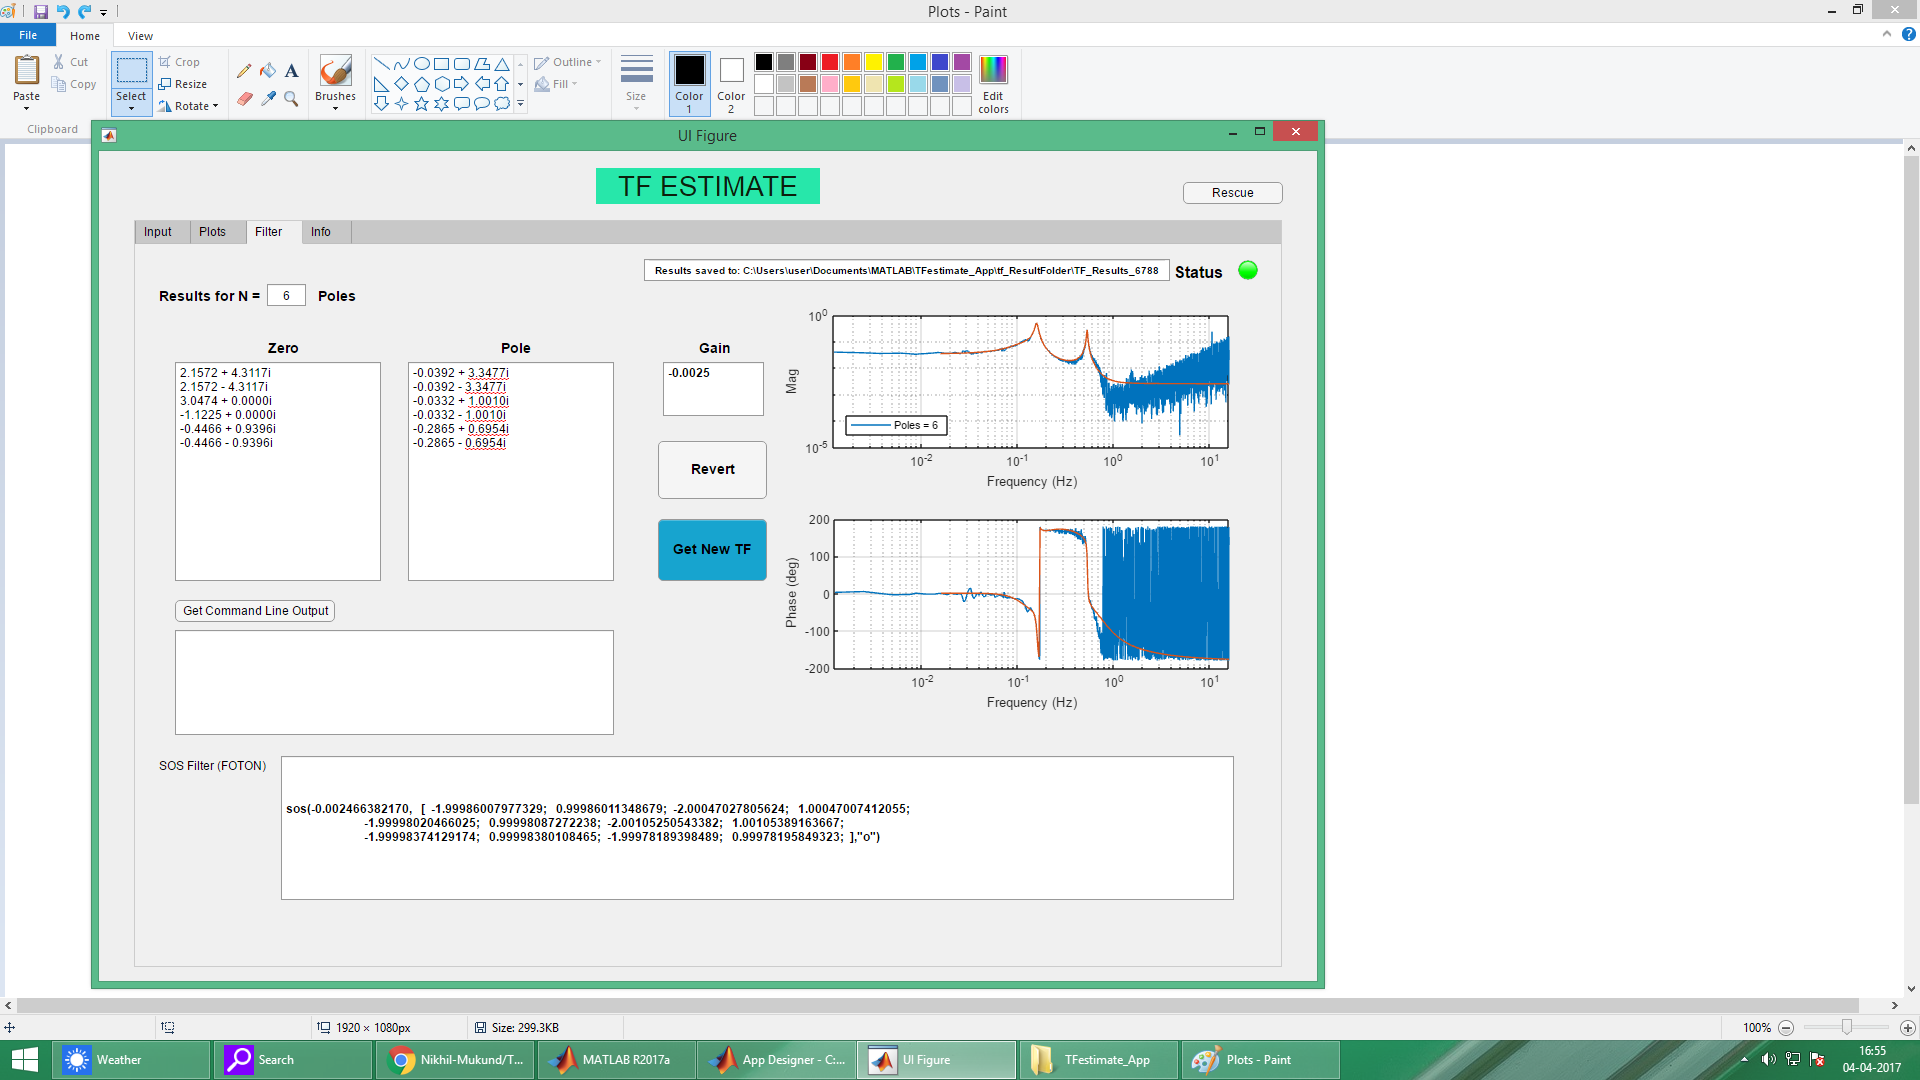 Plots - Paint
File Home View
Paste Cut Copy Clipboard
Select Crop Resize Rotate
A
Brushes
Outline Fill
Size
Color 1
Color 2
Edit colors
UI Figure
TF ESTIMATE
Rescue
Input Plots Filter Info
Results saved to: C:\Users\user\Documents\MATLAB\TFestimate_App\tf_ResultFolder\TF_Results_6788 Status
Results for N = 6 Poles
Zero
2.1572 + 4.3117i
2.1572 - 4.3117i
3.0474 + 0.0000i
-1.1225 + 0.0000i
-0.4466 + 0.9396i
-0.4466 - 0.9396i
Pole
-0.0392 + 3.3477i
-0.0392 - 3.3477i
-0.0332 + 1.0010i
-0.0332 - 1.0010i
-0.2865 + 0.6954i
-0.2865 - 0.6954i
Gain
-0.0025
Revert
Get New TF
10^0
Mag
10^-5
Poles = 6
10^-2 10^-1 10^0 10^1
Frequency (Hz)
200
100
0
-100
-200
Phase (deg)
10^-2 10^-1 10^0 10^1
Frequency (Hz)
Get Command Line Output
SOS Filter (FOTON)
sos(-0.002466382170, [ -1.99986007977329; 0.99986011348679; -2.00047027805624; 1.00047007412055;
-1.99998020466025; 0.99998087272238; -2.00105250543382; 1.00105389163667;
-1.99998374129174; 0.99998380108465; -1.99978189398489; 0.99978195849323; ],"o")
1920 × 1080px Size: 299.3KB 100%
Weather Search Nikhil-Mukund/T... MATLAB R2017a App Designer - C:... UI Figure TFestimate_App Plots - Paint
16:55
04-04-2017